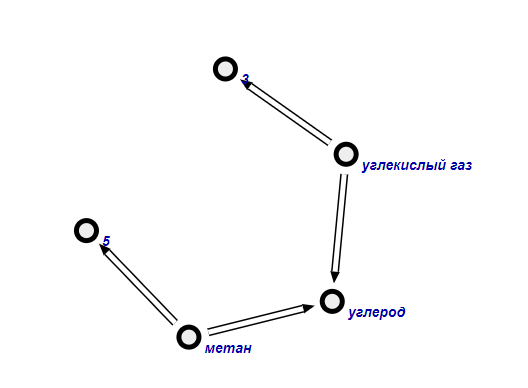 3
углекислый газ
5
углерод
метан